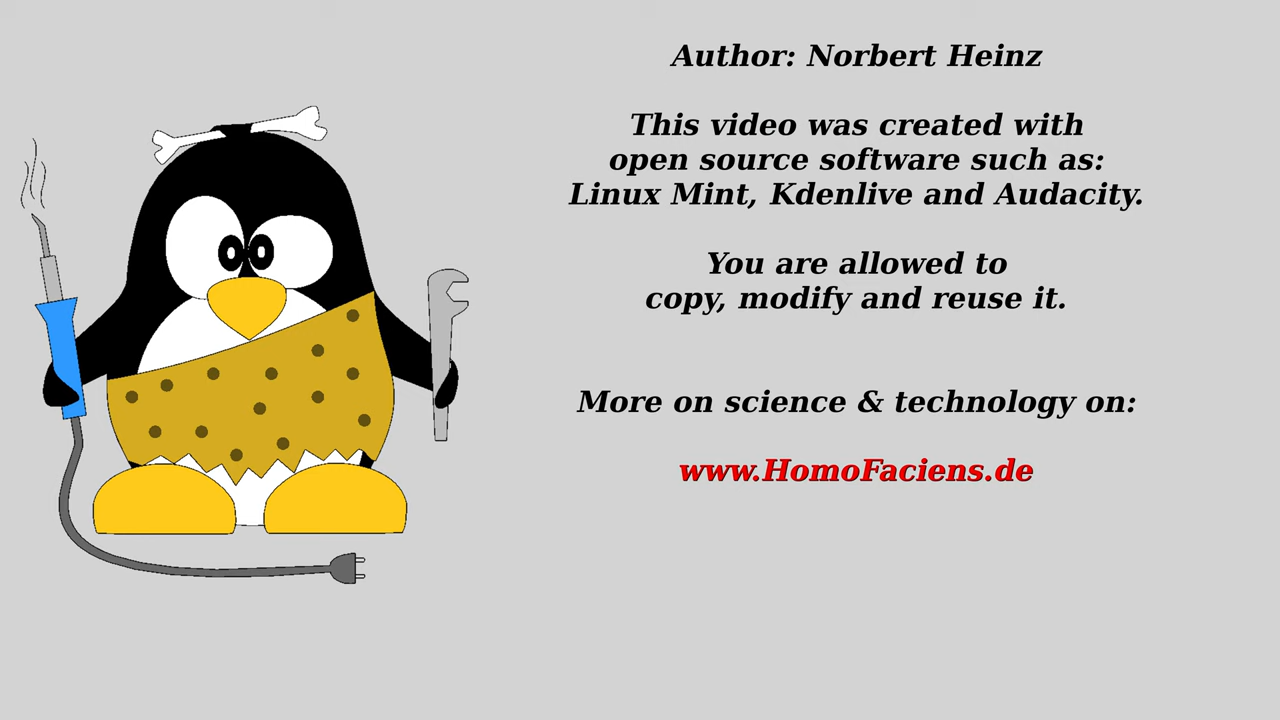 Author: Norbert Heinz
This video was created with
open source software such as:
Linux Mint, Kdenlive and Audacity.
You are allowed to
copy, modify and reuse it.
More on science & technology on:
www.HomoFaciens.de